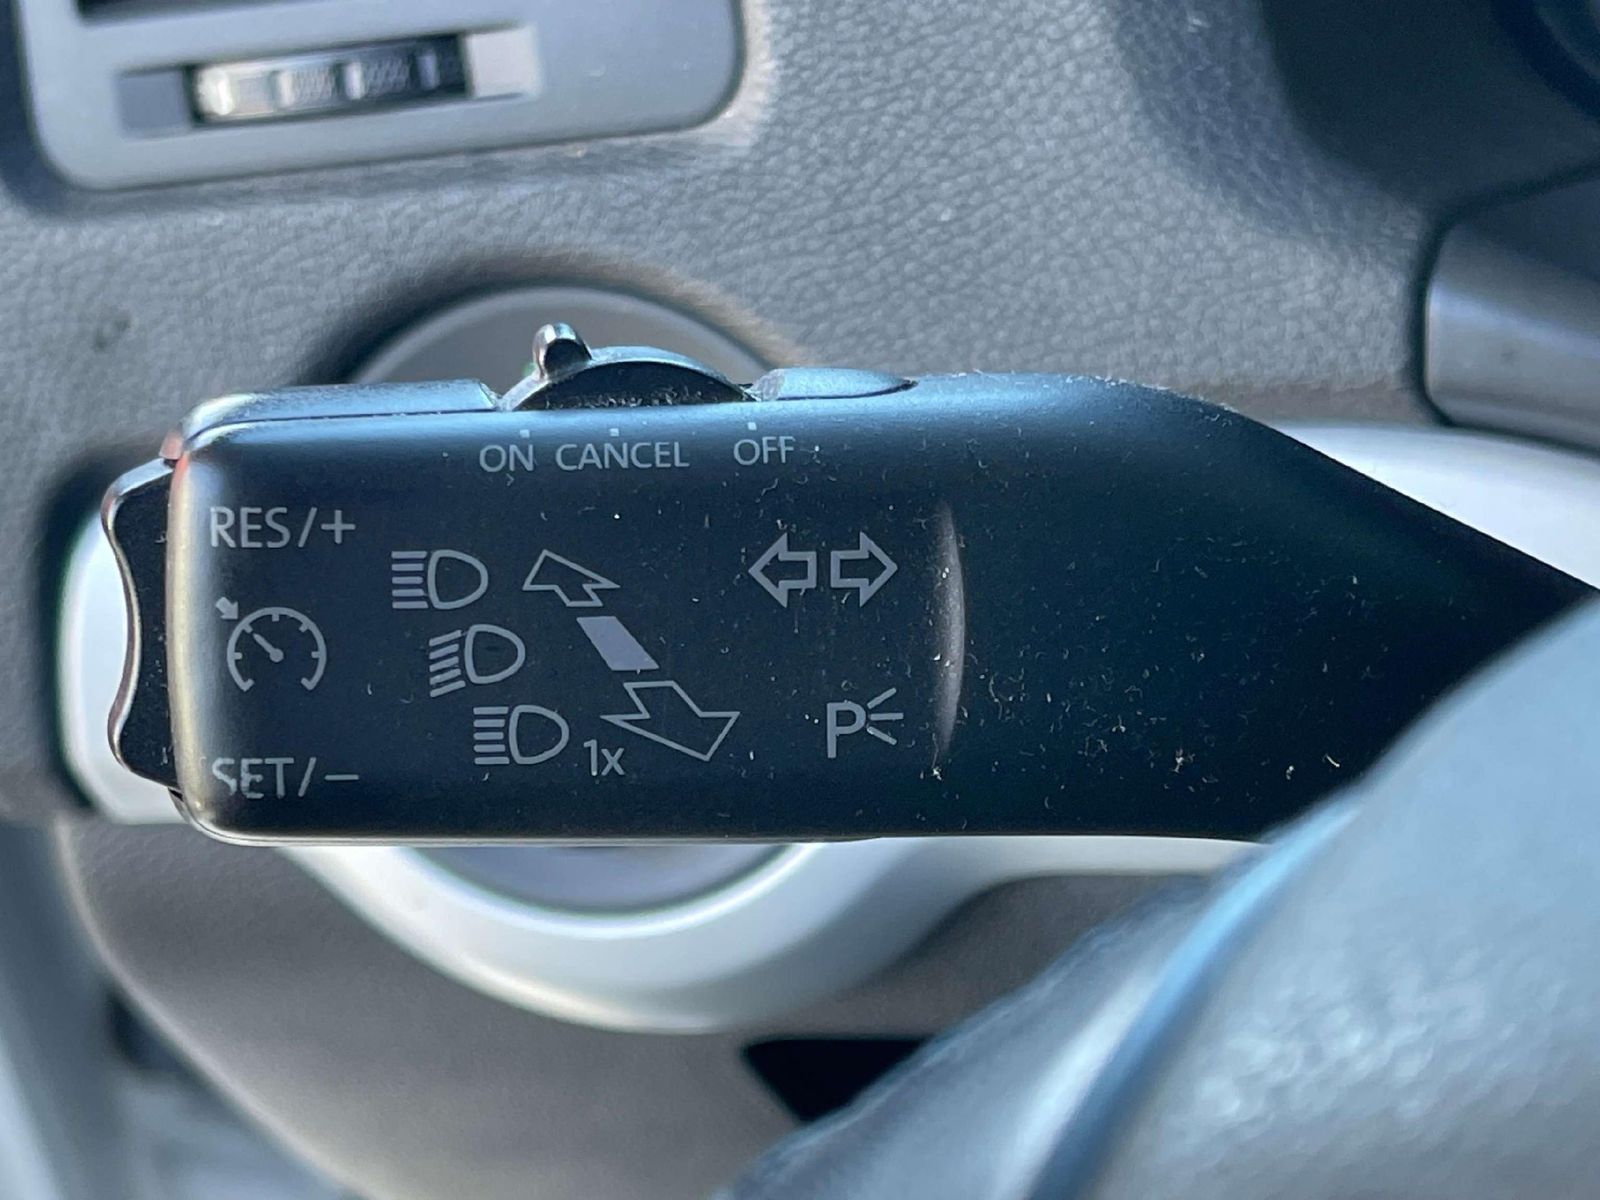 ON CANCEL OFF
RES/+
SET/−
1x
P